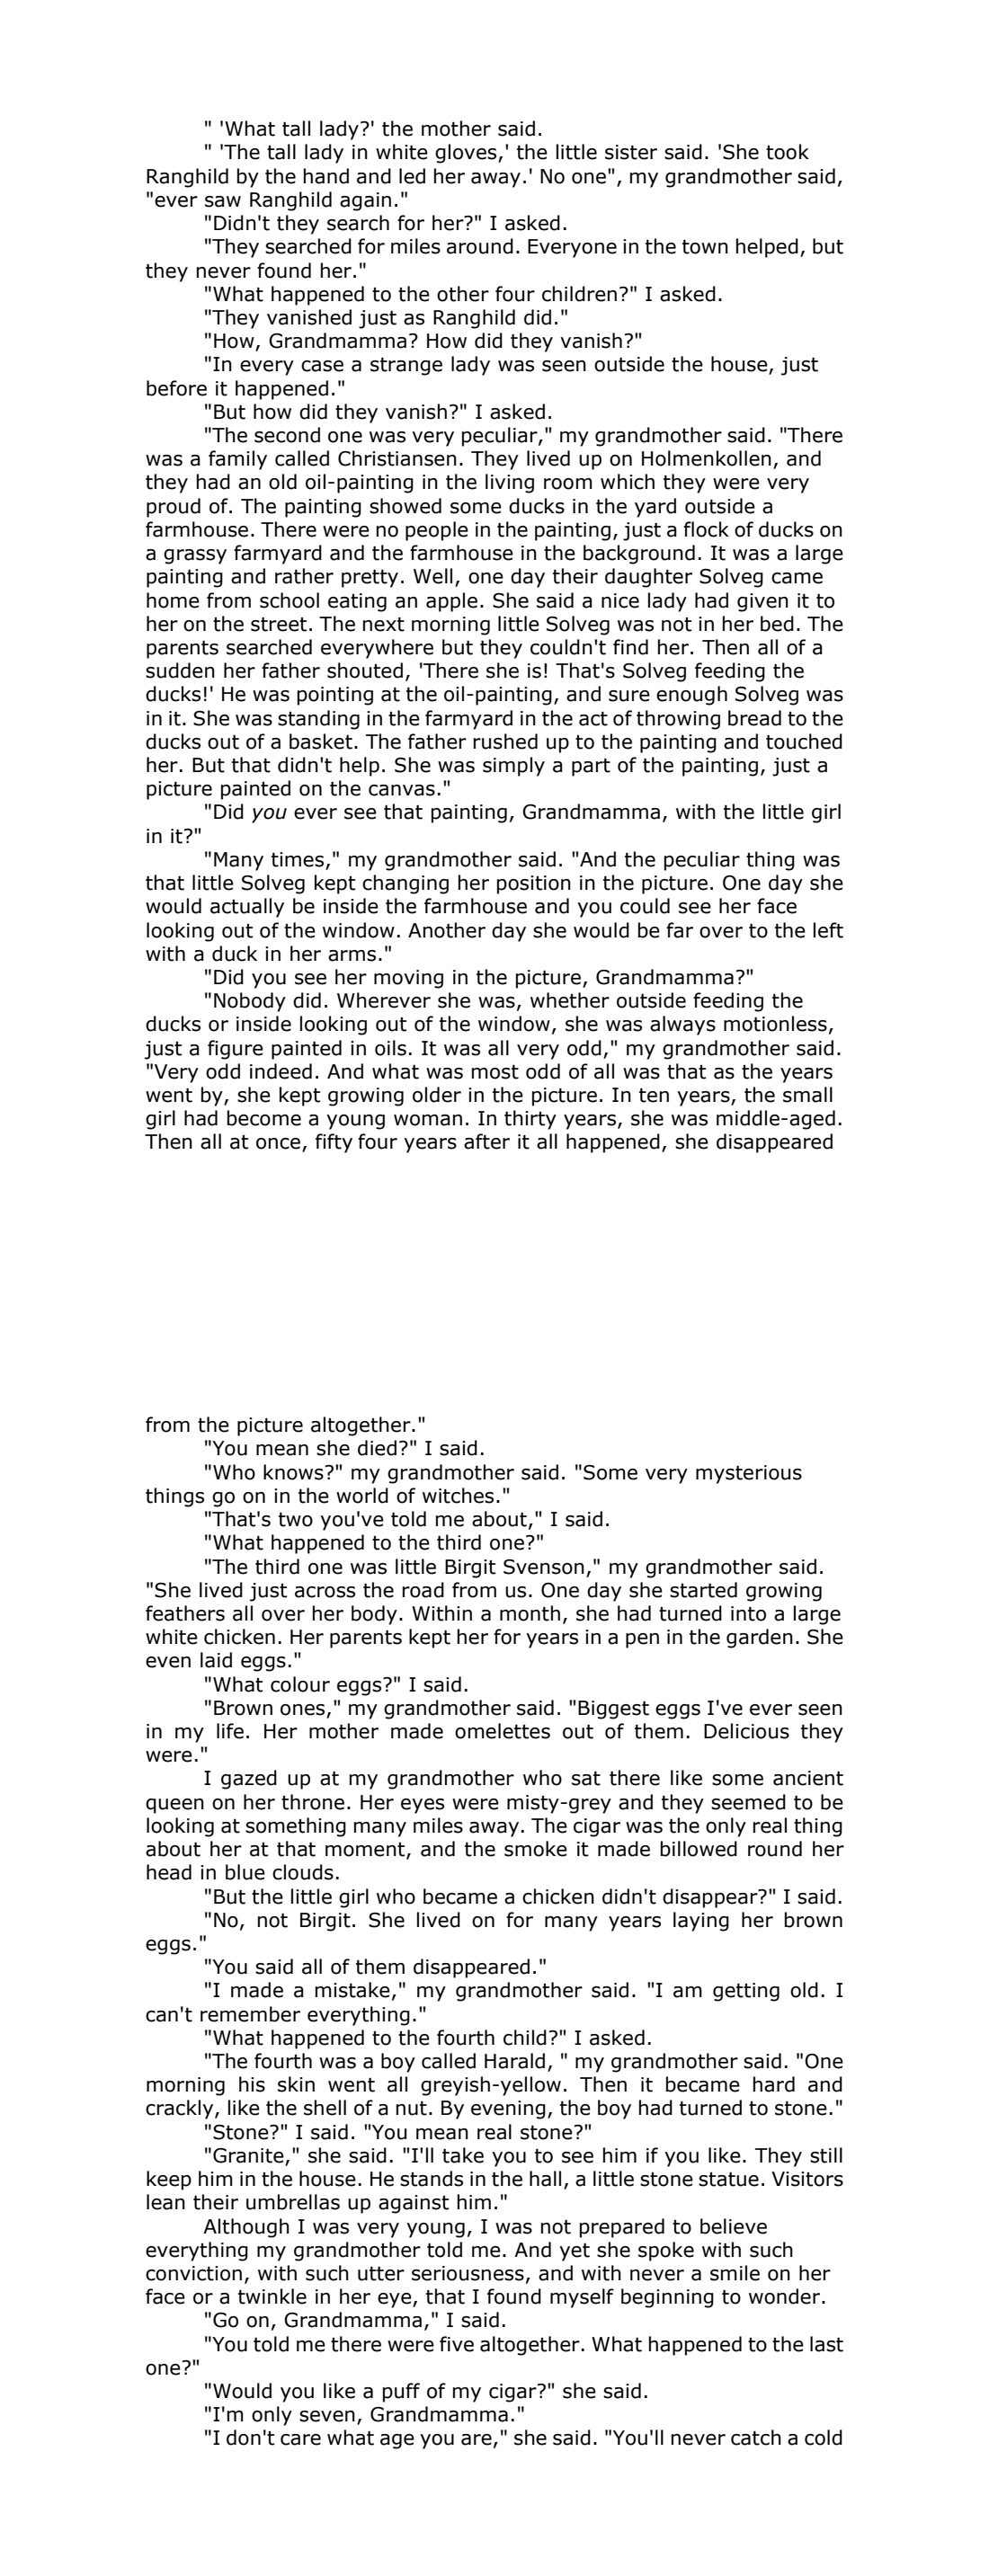 " 'What tall lady?' the mother said.
" 'The tall lady in white gloves,' the little sister said. 'She took
Ranghild by the hand and led her away.' No one", my grandmother said,
"ever saw Ranghild again."
"Didn't they search for her?" I asked.
"They searched for miles around. Everyone in the town helped, but
they never found her."
"What happened to the other four children?" I asked.
"They vanished just as Ranghild did."
"How, Grandmamma? How did they vanish?"
"In every case a strange lady was seen outside the house, just
before it happened."
"But how did they vanish?" I asked.
"The second one was very peculiar," my grandmother said. "There
was a family called Christiansen. They lived up on Holmenkollen, and
they had an old oil-painting in the living room which they were very
proud of. The painting showed some ducks in the yard outside a
farmhouse. There were no people in the painting, just a flock of ducks on
a grassy farmyard and the farmhouse in the background. It was a large
painting and rather pretty. Well, one day their daughter Solveg came
home from school eating an apple. She said a nice lady had given it to
her on the street. The next morning little Solveg was not in her bed. The
parents searched everywhere but they couldn't find her. Then all of a
sudden her father shouted, 'There she is! That's Solveg feeding the
ducks!' He was pointing at the oil-painting, and sure enough Solveg was
in it. She was standing in the farmyard in the act of throwing bread to the
ducks out of a basket. The father rushed up to the painting and touched
her. But that didn't help. She was simply a part of the painting, just a
picture painted on the canvas."
"Did you ever see that painting, Grandmamma, with the little girl
in it?"
"Many times," my grandmother said. "And the peculiar thing was
that little Solveg kept changing her position in the picture. One day she
would actually be inside the farmhouse and you could see her face
looking out of the window. Another day she would be far over to the left
with a duck in her arms."
"Did you see her moving in the picture, Grandmamma?"
"Nobody did. Wherever she was, whether outside feeding the
ducks or inside looking out of the window, she was always motionless,
just a figure painted in oils. It was all very odd," my grandmother said.
"Very odd indeed. And what was most odd of all was that as the years
went by, she kept growing older in the picture. In ten years, the small
girl had become a young woman. In thirty years, she was middle-aged.
Then all at once, fifty four years after it all happened, she disappeared
from the picture altogether."
"You mean she died?" I said.
"Who knows?" my grandmother said. "Some very mysterious
things go on in the world of witches."
"That's two you've told me about," I said.
"What happened to the third one?"
"The third one was little Birgit Svenson," my grandmother said.
"She lived just across the road from us. One day she started growing
feathers all over her body. Within a month, she had turned into a large
white chicken. Her parents kept her for years in a pen in the garden. She
even laid eggs."
"What colour eggs?" I said.
"Brown ones," my grandmother said. "Biggest eggs I've ever seen
in my life. Her mother made omelettes out of them. Delicious they
were."
I gazed up at my grandmother who sat there like some ancient
queen on her throne. Her eyes were misty-grey and they seemed to be
looking at something many miles away. The cigar was the only real thing
about her at that moment, and the smoke it made billowed round her
head in blue clouds.
"But the little girl who became a chicken didn't disappear?" I said.
"No, not Birgit. She lived on for many years laying her brown
eggs."
"You said all of them disappeared."
"I made a mistake," my grandmother said. "I am getting old. I
can't remember everything."
"What happened to the fourth child?" I asked.
"The fourth was a boy called Harald, " my grandmother said. "One
morning his skin went all greyish-yellow. Then it became hard and
crackly, like the shell of a nut. By evening, the boy had turned to stone."
"Stone?" I said. "You mean real stone?"
"Granite," she said. "I'll take you to see him if you like. They still
keep him in the house. He stands in the hall, a little stone statue. Visitors
lean their umbrellas up against him."
Although I was very young, I was not prepared to believe
everything my grandmother told me. And yet she spoke with such
conviction, with such utter seriousness, and with never a smile on her
face or a twinkle in her eye, that I found myself beginning to wonder.
"Go on, Grandmamma," I said.
"You told me there were five altogether. What happened to the last
one?"
"Would you like a puff of my cigar?" she said.
"I'm only seven, Grandmamma."
"I don't care what age you are," she said. "You'll never catch a cold